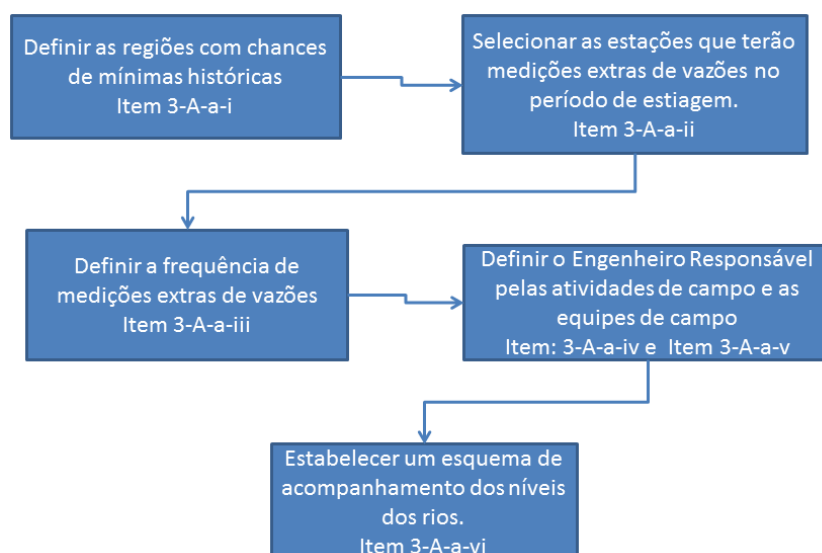 Definir as regiões com chances
de mínimas históricas
Item 3-A-a-i
Selecionar as estações que terão
medições extras de vazões no
período de estiagem.
Item 3-A-a-ii
Definir a frequência de
medições extras de vazões
Item 3-A-a-iii
Definir o Engenheiro Responsável
pelas atividades de campo e as
equipes de campo
Item: 3-A-a-iv e Item 3-A-a-v
Estabelecer um esquema de
acompanhamento dos níveis
dos rios.
Item 3-A-a-vi